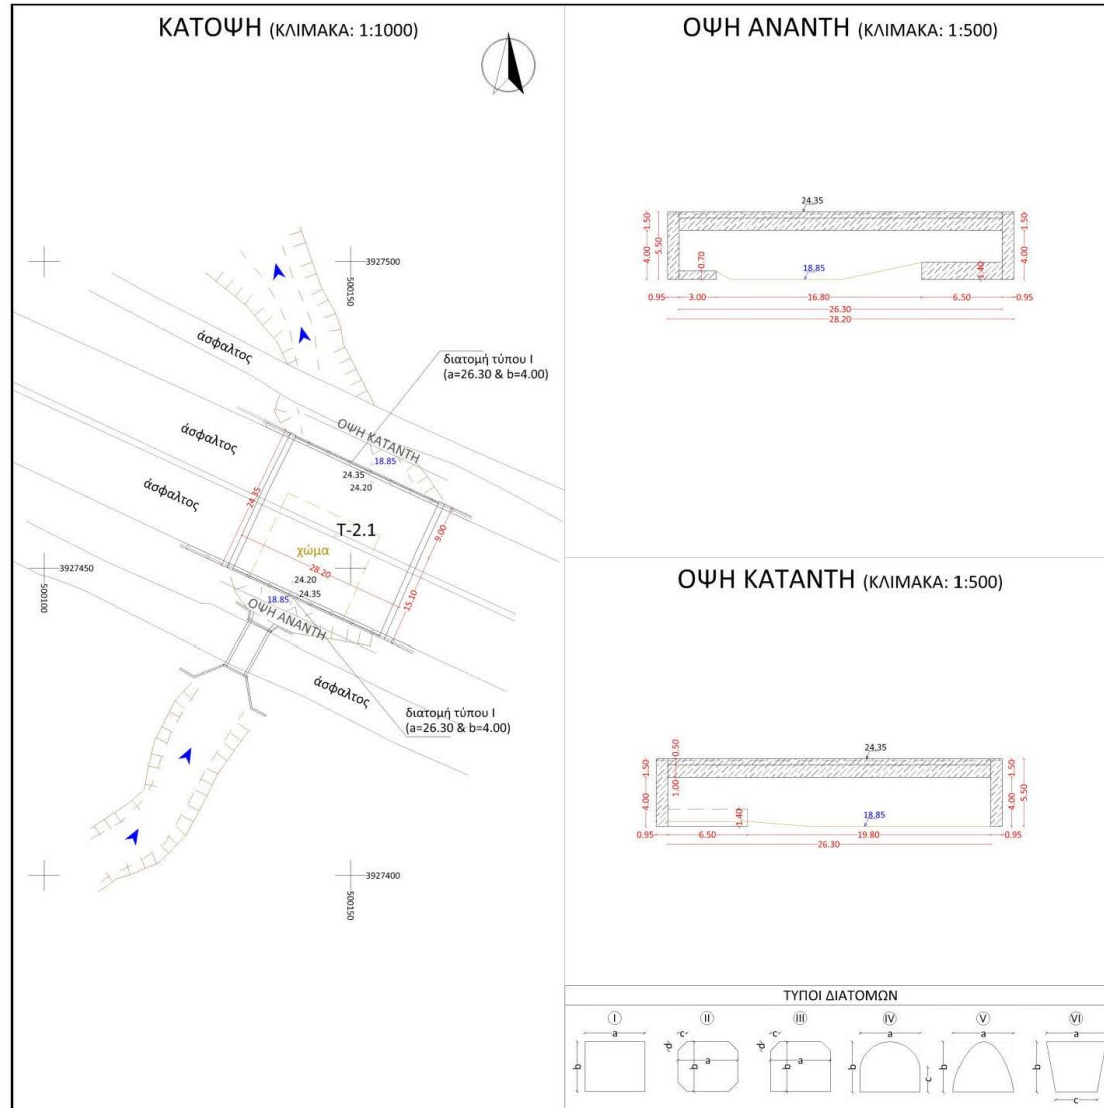 ΚΑΤΟΨΗ (ΚΛΙΜΑΚΑ: 1:1000)
3927500
500150
άσφαλτος
διατομή τύπου I
(a=26.30 & b=4.00)
άσφαλτος
ΟΨΗ ΚΑΤΑΝΤΗ
18.85
24.35
24.20
24.35
άσφαλτος
T-2.1
9.00
χώμα
28.20
3927450
500100
24.20
24.35
18.85
15.10
ΟΨΗ ΑΝΑΝΤΗ
άσφαλτος
διατομή τύπου I
(a=26.30 & b=4.00)
3927400
500150
ΟΨΗ ΑΝΑΝΤΗ (ΚΛΙΜΑΚΑ: 1:500)
24.35
1.50
5.50
4.00
0.70
18.85
1.40
1.50
4.00
0.95 3.00 16.80 6.50 0.95
26.30
28.20
ΟΨΗ ΚΑΤΑΝΤΗ (ΚΛΙΜΑΚΑ: 1:500)
24.35
0.50
1.50
1.00
4.00
1.40
18.85
1.50
4.00
5.50
0.95 6.50 19.80 0.95
26.30
ΤΥΠΟΙ ΔΙΑΤΟΜΩΝ
I II III IV V VI
a b
c d a b
c d a b
a b c
a b
a b c